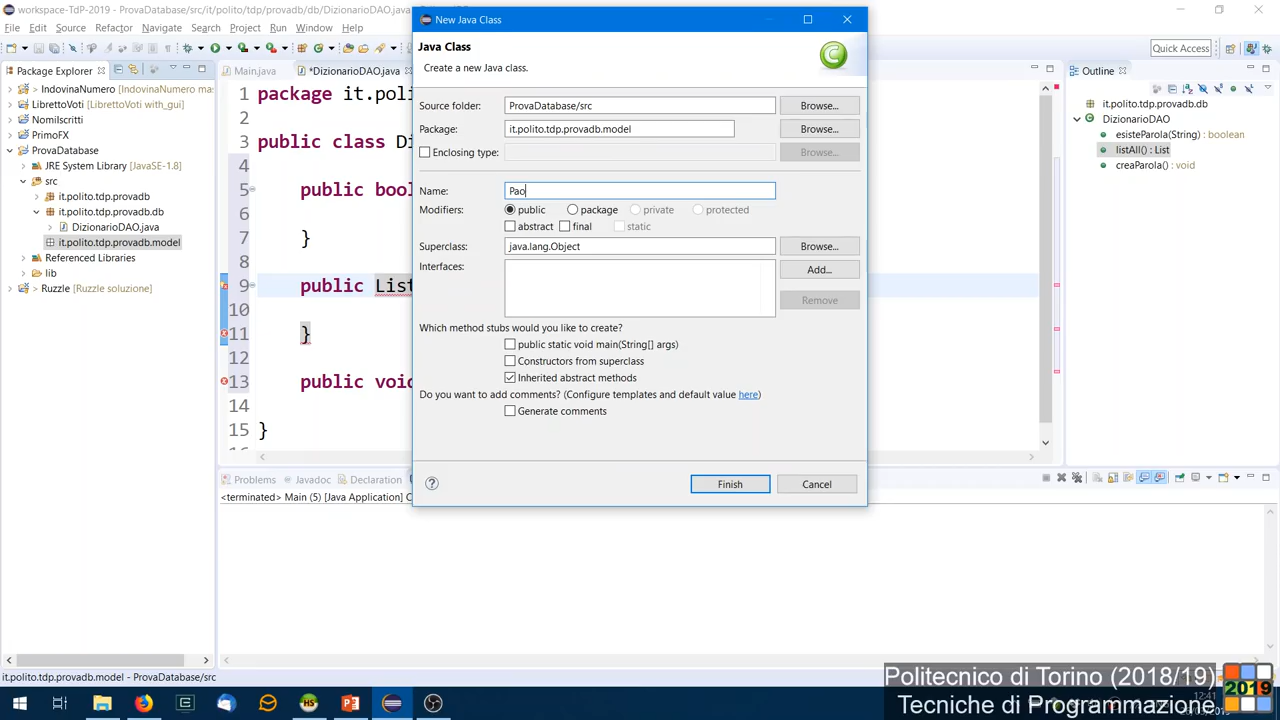 workspace-TdP-2019 - ProvaDatabase/src/it/polito/tdp/provadb/
File Edit Source Refactor Navigate Search Project Run Window Help
Quick Access
Package Explorer
IndovinaNumero [IndovinaNumero ma
LibrettoVoti [LibrettoVoti with_gui]
NomiIscritti
PrimoFX
ProvaDatabase
JRE System Library [JavaSE-1.8]
src
it.polito.tdp.provadb
it.polito.tdp.provadb.db
DizionarioDAO.java
it.polito.tdp.provadb.model
Referenced Libraries
lib
> Ruzzle [Ruzzle soluzione]
Main.java
*DizionarioDAO.java
1 package it.poli
2
3 public class Di
4
5 public bool
6
7 }
8
9 public List
10
11 }
12
13 public void
14
15 }
New Java Class
Java Class
Create a new Java class.
Source folder: ProvaDatabase/src Browse...
Package: it.polito.tdp.provadb.model Browse...
Enclosing type: Browse...
Name: Pao
Modifiers: public package private protected
abstract final static
Superclass: java.lang.Object Browse...
Interfaces: Add...
Remove
Which method stubs would you like to create?
public static void main(String[] args)
Constructors from superclass
Inherited abstract methods
Do you want to add comments? (Configure templates and default value here)
Generate comments
? Finish Cancel
Outline
it.polito.tdp.provadb.db
DizionarioDAO
esisteParola(String) : boolean
listAll() : List
creaParola() : void
Problems Javadoc Declaration
<terminated> Main (5) [Java Application] C
it.polito.tdp.provadb.model - ProvaDatabase/src
Politecnico di Torino (2018/19)
Tecniche di Programmazione
2019
12:41